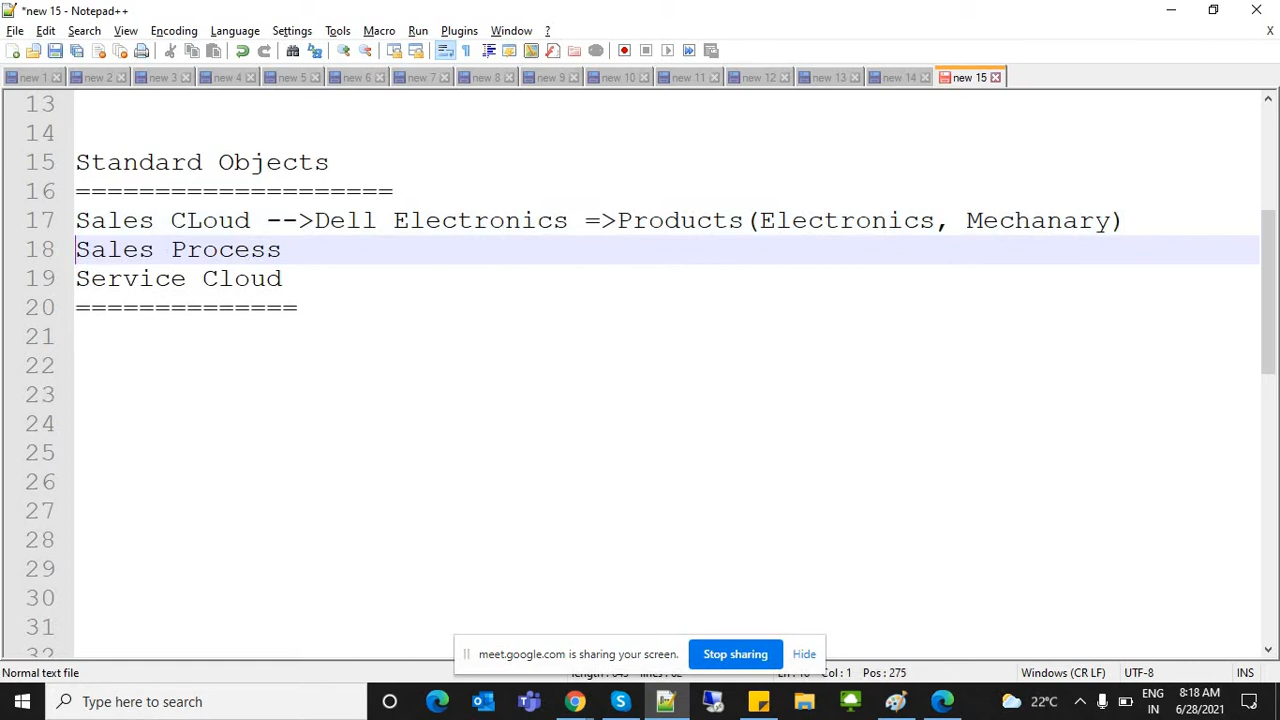 *new 15 - Notepad++
File Edit Search View Encoding Language Settings Tools Macro Run Plugins Window ? X
new 1 new 2 new 3 new 4 new 5 new 6 new 7 new 8 new 9 new 10 new 11 new 12 new 13 new 14 new 15
13
14
15 Standard Objects
16 ====================
17 Sales CLoud -->Dell Electronics =>Products(Electronics, Mechanary)
18 Sales Process
19 Service Cloud
20 ==============
21
22
23
24
25
26
27
28
29
30
31
32
meet.google.com is sharing your screen. Stop sharing Hide
Normal text file Col : 1 Pos : 275 Windows (CR LF) UTF-8 INS
Type here to search 22°C ENG IN 8:18 AM 6/28/2021